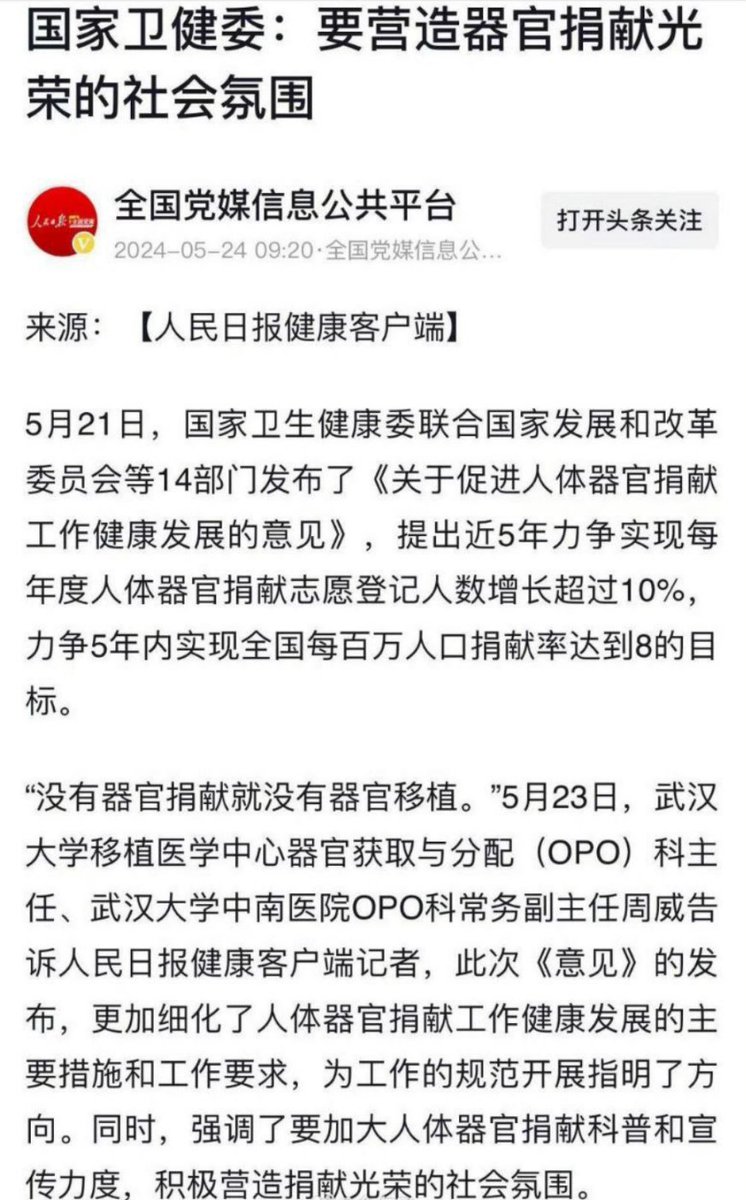 国家卫健委：要营造器官捐献光
荣的社会氛围
人民日报
V
全国党媒信息公共平台
2024-05-24 09:20·全国党媒信息公...
打开头条关注
来源：【人民日报健康客户端】
5月21日，国家卫生健康委联合国家发展和改革
委员会等14部门发布了《关于促进人体器官捐献
工作健康发展的意见》，提出近5年力争实现每
年度人体器官捐献志愿登记人数增长超过10%，
力争5年内实现全国每百万人口捐献率达到8的目
标。
“没有器官捐献就没有器官移植。”5月23日，武汉
大学移植医学中心器官获取与分配（OPO）科主
任、武汉大学中南医院OPO科常务副主任周威告
诉人民日报健康客户端记者，此次《意见》的发
布，更加细化了人体器官捐献工作健康发展的主
要措施和工作要求，为工作的规范开展指明了方
向。同时，强调了要加大人体器官捐献科普和宣
传力度，积极营造捐献光荣的社会氛围。